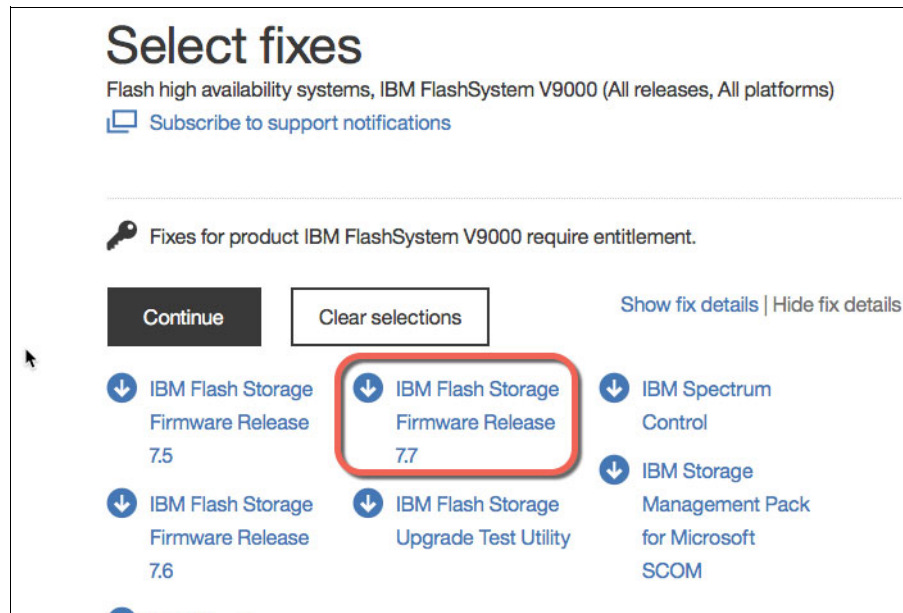 Select fixes
Flash high availability systems, IBM FlashSystem V9000 (All releases, All platforms)
Subscribe to support notifications
Fixes for product IBM FlashSystem V9000 require entitlement.
Continue
Clear selections
Show fix details | Hide fix details
IBM Flash Storage
Firmware Release
7.5
IBM Flash Storage
Firmware Release
7.6
IBM Flash Storage
Firmware Release
7.7
IBM Flash Storage
Upgrade Test Utility
IBM Spectrum
Control
IBM Storage
Management Pack
for Microsoft
SCOM